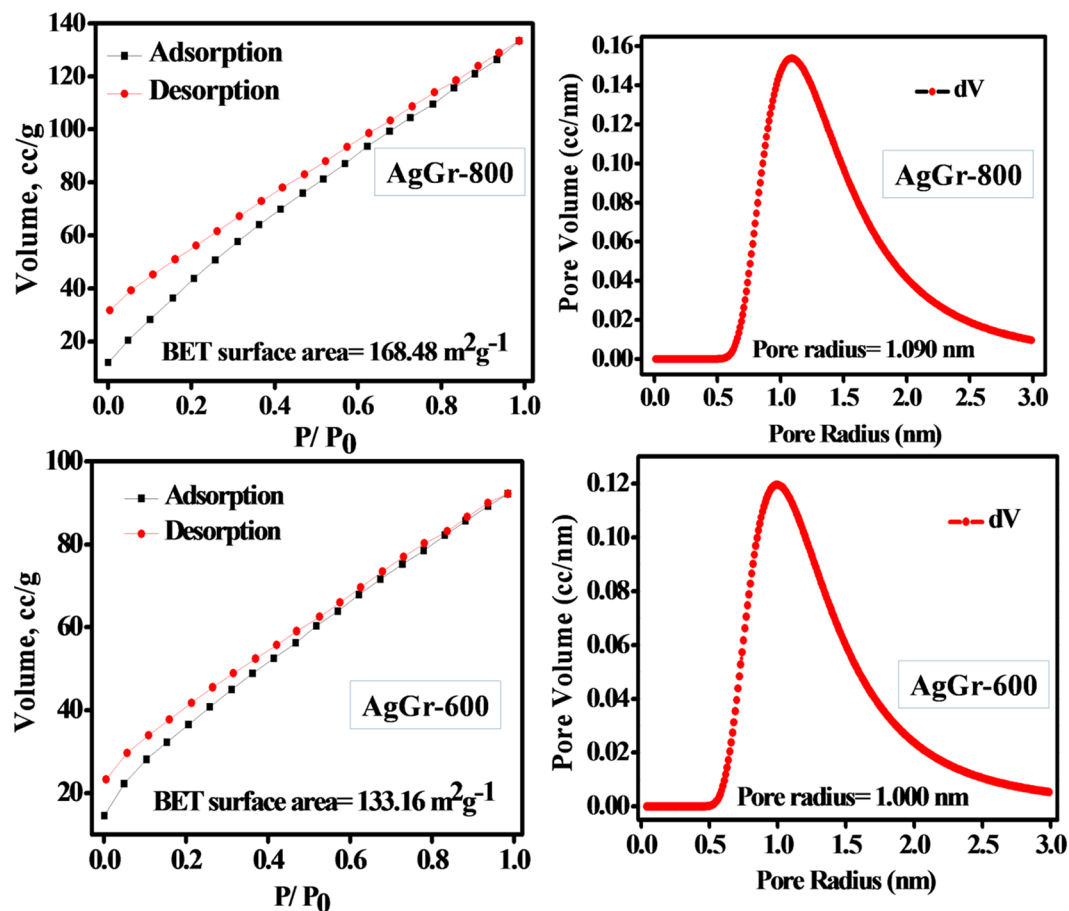 140
120
100
80
60
40
20
Volume, cc/g
Adsorption
Desorption
AgGr-800
BET surface area= 168.48 m²g⁻¹
0.0 0.2 0.4 0.6 0.8 1.0
P/ P₀
0.16
0.14
0.12
0.10
0.08
0.06
0.04
0.02
0.00
Pore Volume (cc/nm)
dV
AgGr-800
Pore radius= 1.090 nm
0.0 0.5 1.0 1.5 2.0 2.5 3.0
Pore Radius (nm)
100
80
60
40
20
Volume, cc/g
Adsorption
Desorption
AgGr-600
BET surface area= 133.16 m²g⁻¹
0.0 0.2 0.4 0.6 0.8 1.0
P/ P₀
0.12
0.10
0.08
0.06
0.04
0.02
0.00
Pore Volume (cc/nm)
dV
AgGr-600
Pore radius= 1.000 nm
0.0 0.5 1.0 1.5 2.0 2.5 3.0
Pore Radius (nm)